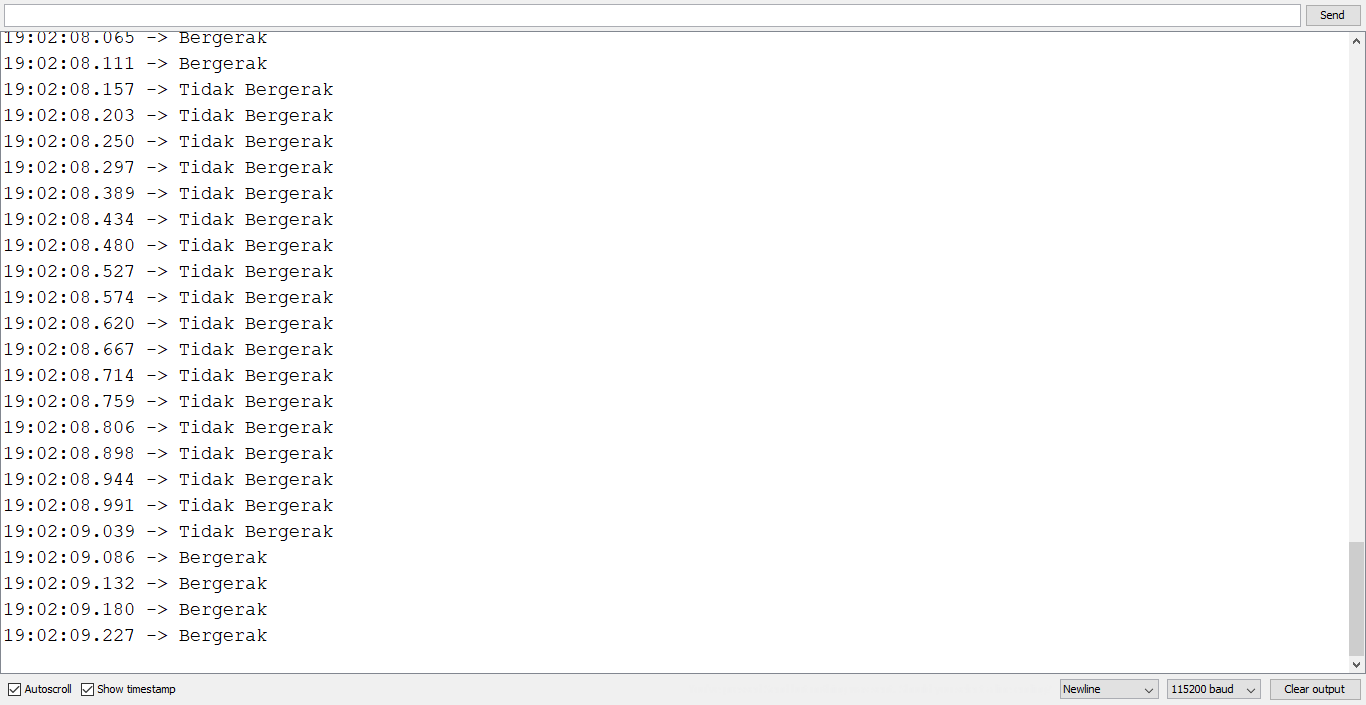 Send
19:02:08.065 -> Bergerak
19:02:08.111 -> Bergerak
19:02:08.157 -> Tidak Bergerak
19:02:08.203 -> Tidak Bergerak
19:02:08.250 -> Tidak Bergerak
19:02:08.297 -> Tidak Bergerak
19:02:08.389 -> Tidak Bergerak
19:02:08.434 -> Tidak Bergerak
19:02:08.480 -> Tidak Bergerak
19:02:08.527 -> Tidak Bergerak
19:02:08.574 -> Tidak Bergerak
19:02:08.620 -> Tidak Bergerak
19:02:08.667 -> Tidak Bergerak
19:02:08.714 -> Tidak Bergerak
19:02:08.759 -> Tidak Bergerak
19:02:08.806 -> Tidak Bergerak
19:02:08.898 -> Tidak Bergerak
19:02:08.944 -> Tidak Bergerak
19:02:08.991 -> Tidak Bergerak
19:02:09.039 -> Tidak Bergerak
19:02:09.086 -> Bergerak
19:02:09.132 -> Bergerak
19:02:09.180 -> Bergerak
19:02:09.227 -> Bergerak
Autoscroll Show timestamp Newline 115200 baud Clear output